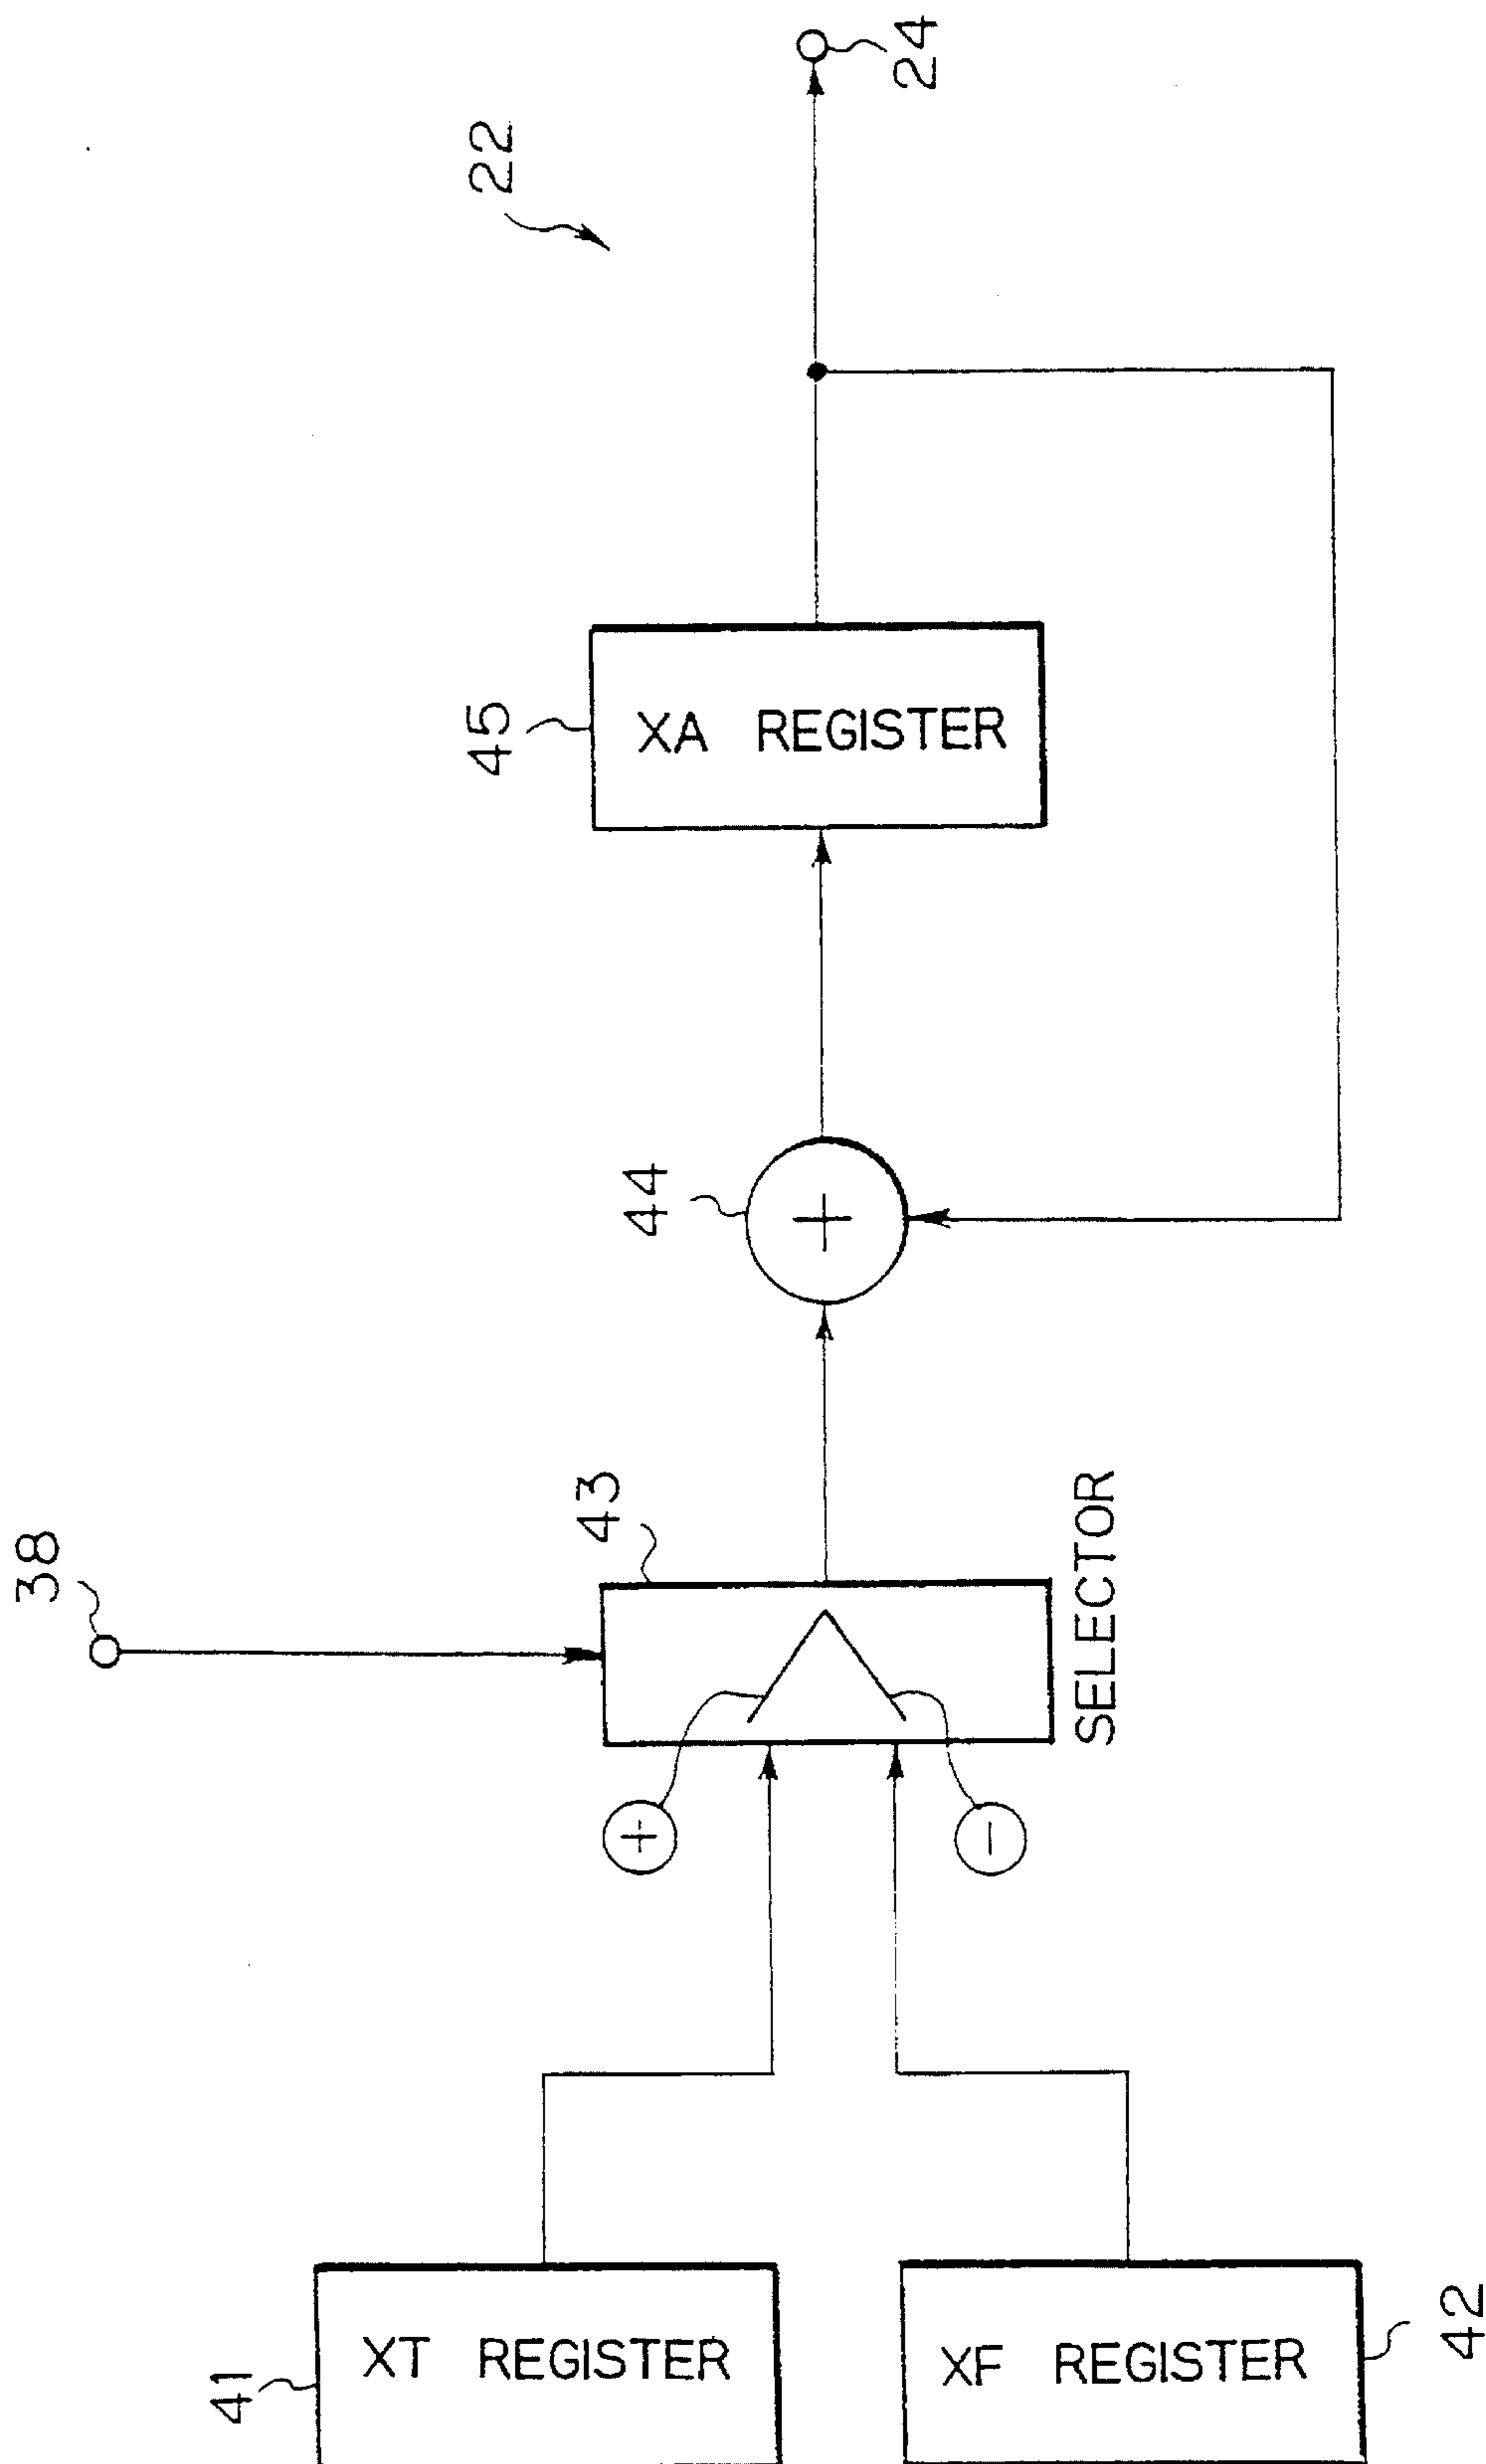 24
22
45
XA REGISTER
44
+
38
43
SELECTOR
+
−
41
XT REGISTER
XF REGISTER
42